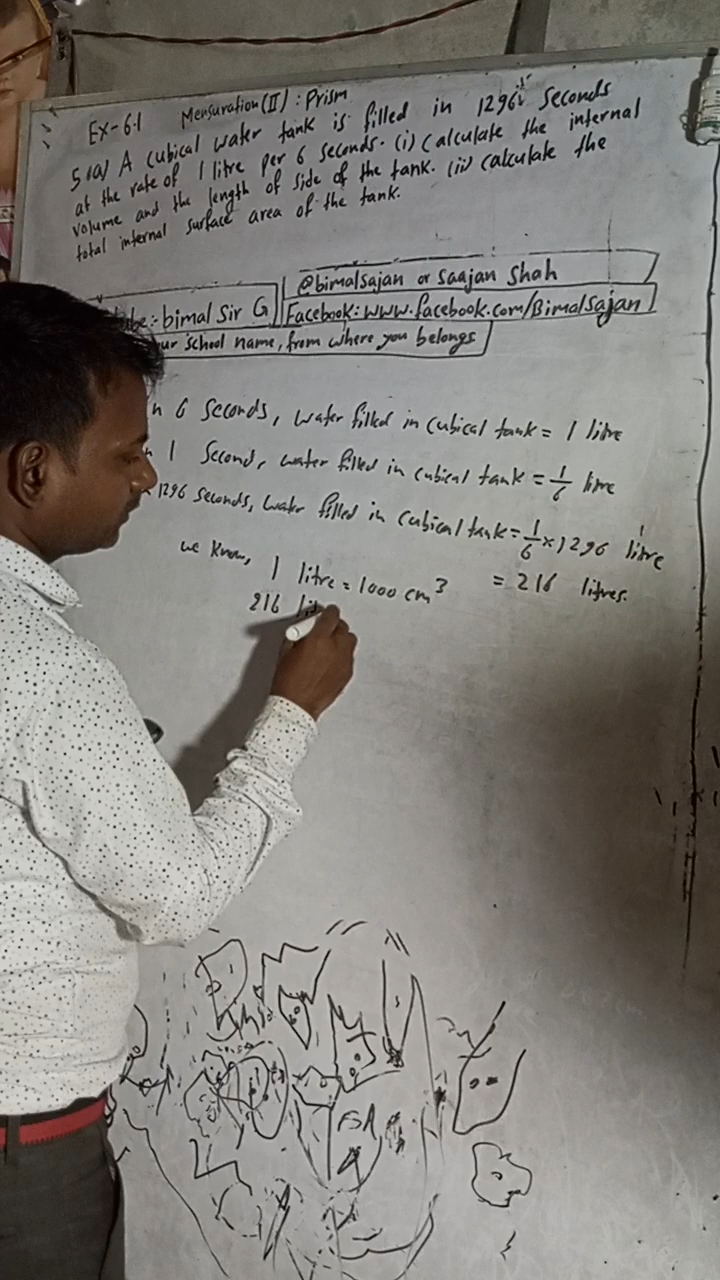 Ex-6.1 Mensuration(II): Prism
5.(a) A cubical water tank is filled in 1296 seconds
at the rate of 1 litre per 6 seconds. (i) calculate the internal
volume and the length of side of the tank. (ii) calculate the
total internal surface area of the tank.
@bimalsajan or Saajan Shah
ube:- bimal Sir G
Facebook: www.facebook.com/Bimalsajan
ur school name, from where you belongs
n 6 Seconds, water filled in cubical tank = 1 litre
n 1 Second, water filled in cubical tank = 1/6 litre
1296 seconds, water filled in cubical tank = 1/6 × 1296 litre
= 216 litres.
we know,
1 litre = 1000 cm³
216 lit